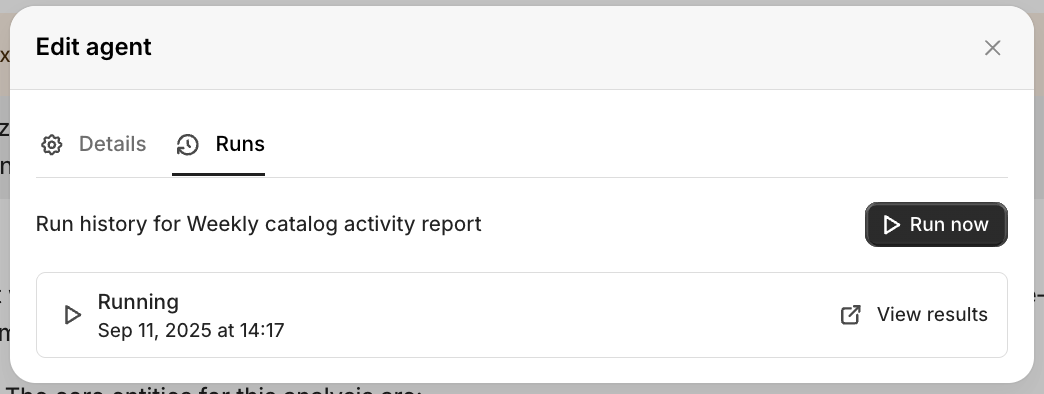 Edit agent
Details
Runs
Run history for Weekly catalog activity report
Run now
Running
Sep 11, 2025 at 14:17
View results